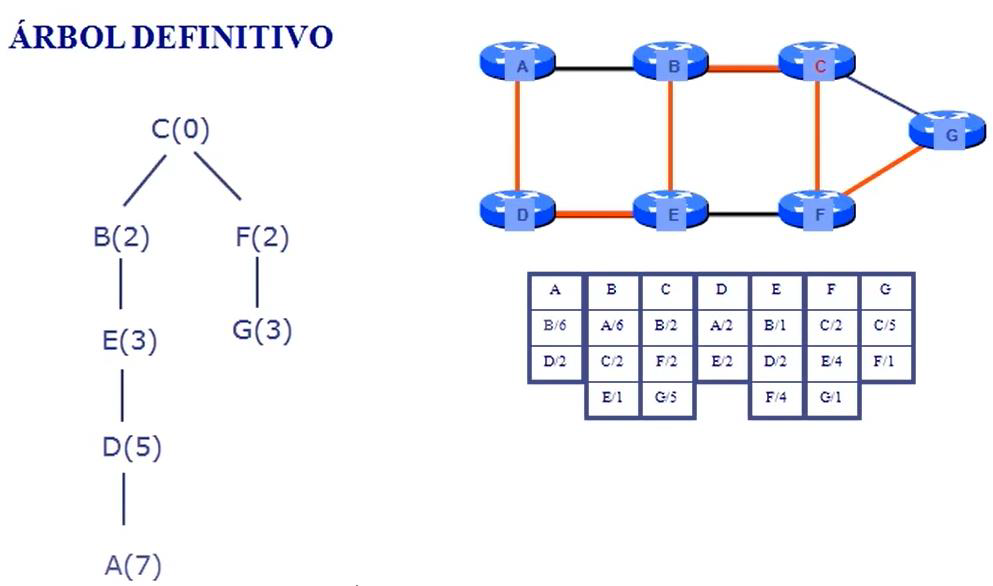 ÁRBOL DEFINITIVO
C(0)
B(2) F(2)
E(3) G(3)
D(5)
A(7)
A B C
G
D E F
A B C D E F G
B/6 A/6 B/2 A/2 B/1 C/2 C/5
D/2 C/2 F/2 E/2 D/2 E/4 F/1
E/1 G/5 F/4 G/1